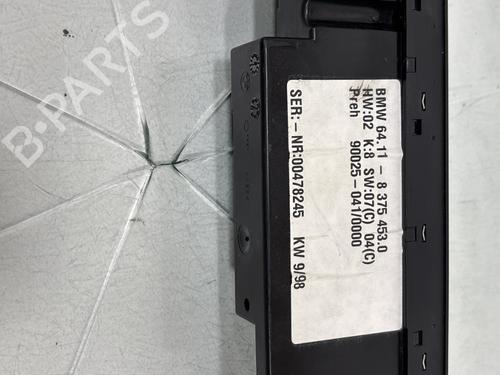 BMW 64.11 - 8 375 453.0
HW:02 K:8 SW:07(C) 04(C)
Preh 90025-041/0000
SER:-NR:00478245 KW 9/98
B-PARTS